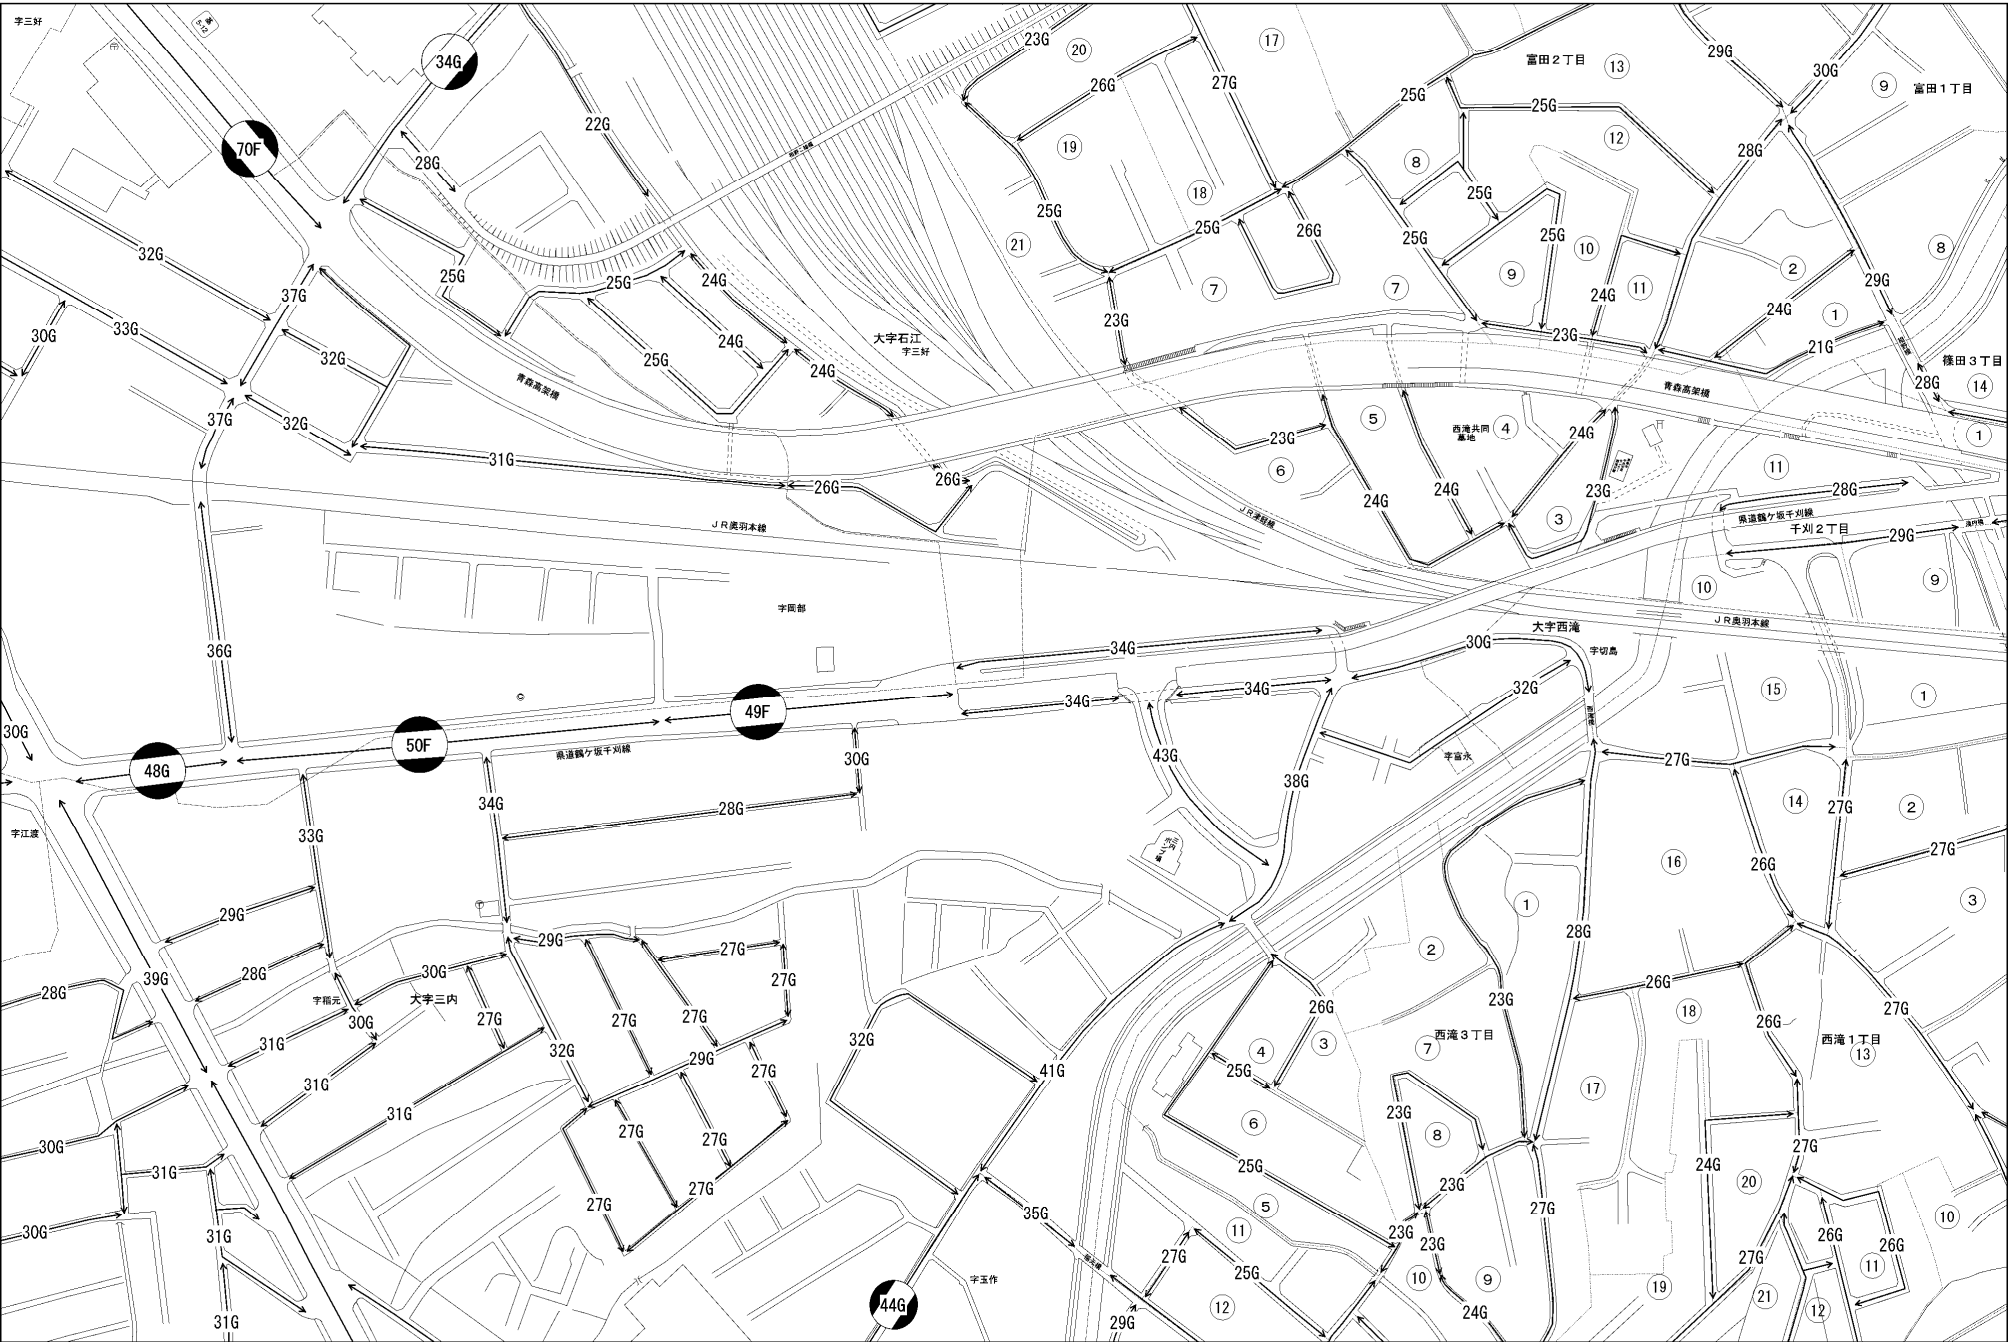 字三好
34G
23G
20
17
富田2丁目
13
29G
30G
9
富田1丁目
70F
22G
28G
26G
27G
25G
25G
12
19
8
28G
18
25G
25G
25G
26G
25G
25G
10
8
32G
21
25G
9
2
37G
25G
25G
24G
7
7
11
24G
29G
24G
30G
33G
32G
25G
24G
大字石江
字三好
23G
23G
1
21G
篠田3丁目
24G
青森高架橋
青森高架橋
28G
14
37G
32G
5
4
西滝共同
墓地
24G
1
31G
26G
26G
23G
6
24G
24G
23G
3
11
28G
JR奥羽本線
JR津軽線
県道鶴ケ坂千刈線
千刈2丁目
29G
9
10
字岡部
36G
34G
30G
大字西滝
字切島
JR奥羽本線
32G
15
1
34G
34G
49F
50F
48G
県道鶴ケ坂千刈線
30G
30G
43G
38G
字富永
27G
34G
28G
14
27G
2
字江渡
33G
16
26G
27G
29G
1
3
28G
29G
27G
2
39G
28G
30G
27G
26G
字稲元
大字三内
28G
30G
27G
27G
27G
23G
26G
18
26G
27G
31G
32G
29G
32G
4
3
7
西滝3丁目
西滝1丁目
13
31G
27G
41G
25G
17
31G
27G
27G
23G
8
30G
6
27G
31G
25G
24G
27G
27G
23G
20
30G
31G
35G
5
11
23G
23G
27G
26G
26G
10
27G
25G
10
9
27G
11
字玉作
19
21
12
31G
44G
29G
12
24G